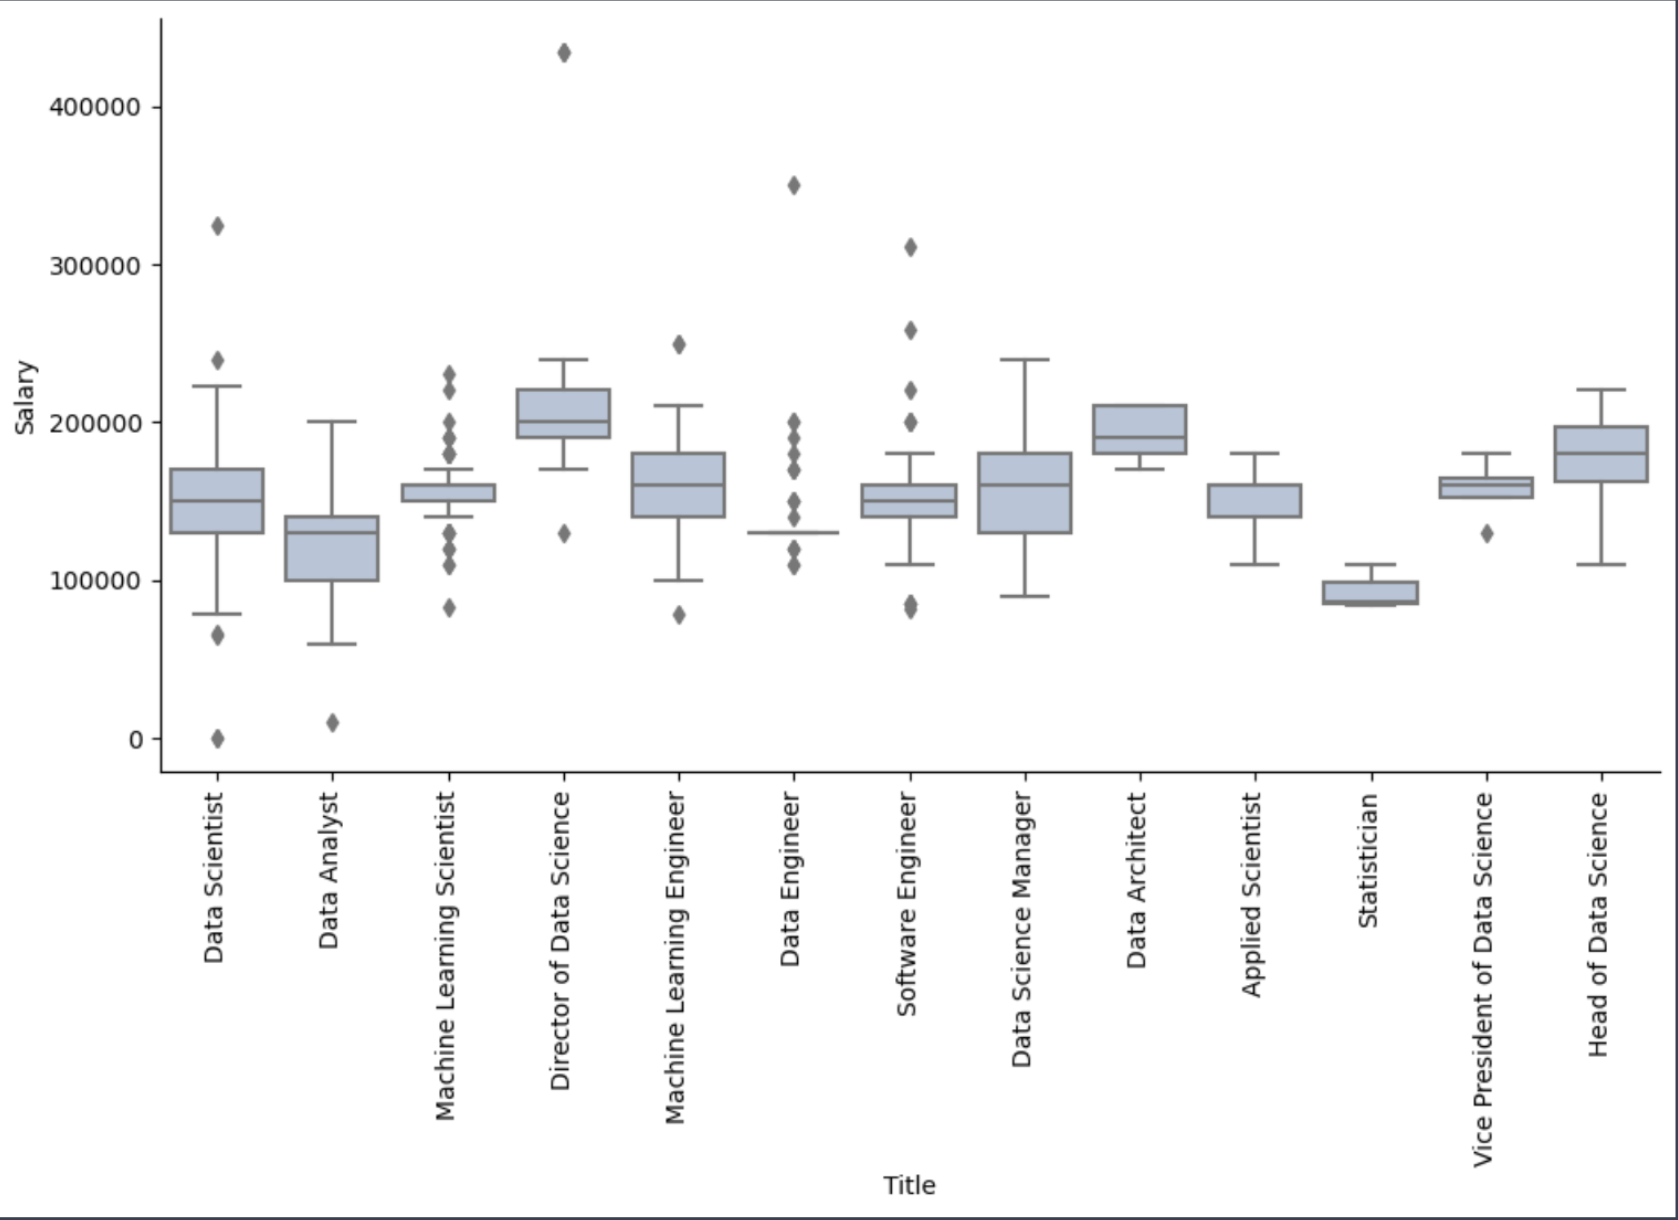 400000
300000
200000
100000
0
Salary
Data Scientist
Data Analyst
Machine Learning Scientist
Director of Data Science
Machine Learning Engineer
Data Engineer
Software Engineer
Data Science Manager
Data Architect
Applied Scientist
Statistician
Vice President of Data Science
Head of Data Science
Title